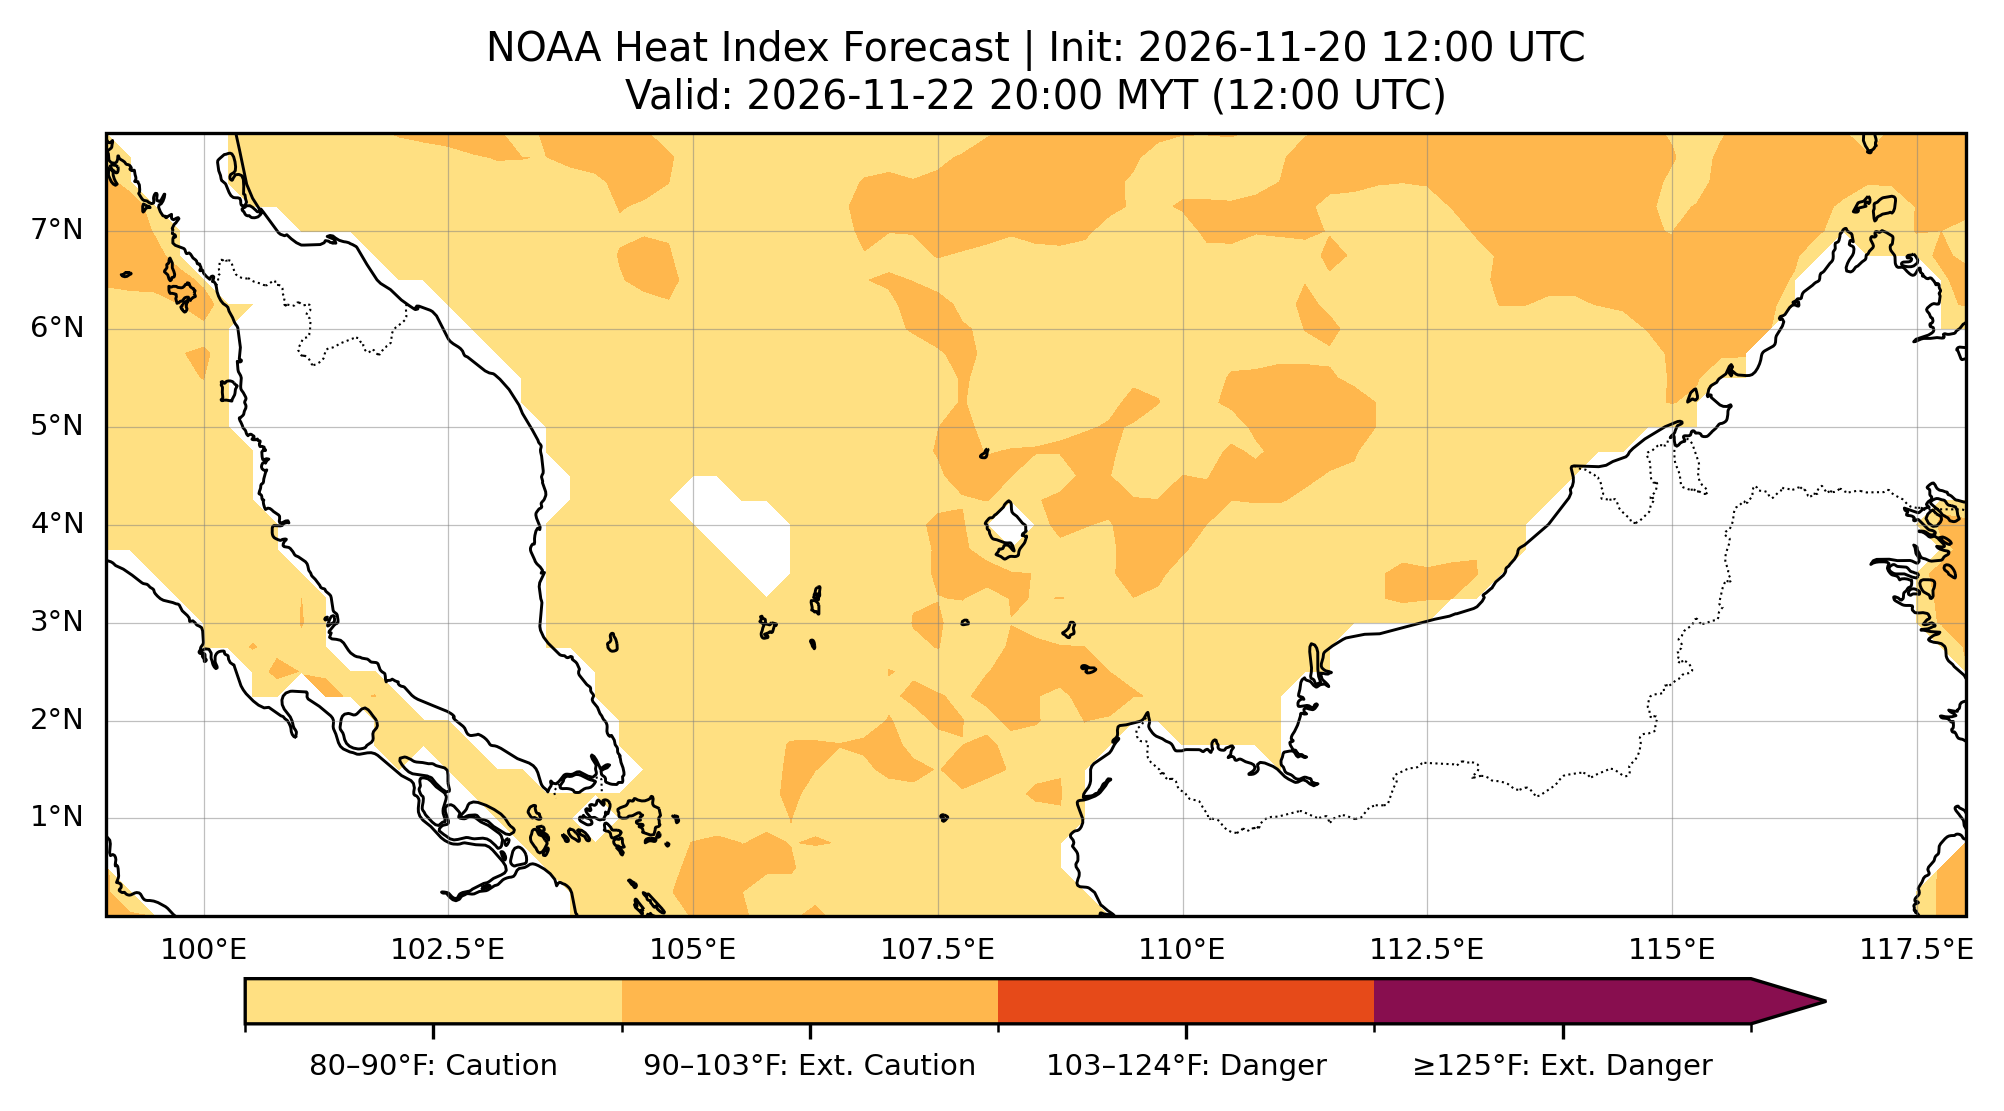 NOAA Heat Index Forecast | Init: 2026-11-20 12:00 UTC
Valid: 2026-11-22 20:00 MYT (12:00 UTC)
7°N
6°N
5°N
4°N
3°N
2°N
1°N
100°E 102.5°E 105°E 107.5°E 110°E 112.5°E 115°E 117.5°E
80–90°F: Caution 90–103°F: Ext. Caution 103–124°F: Danger ≥125°F: Ext. Danger